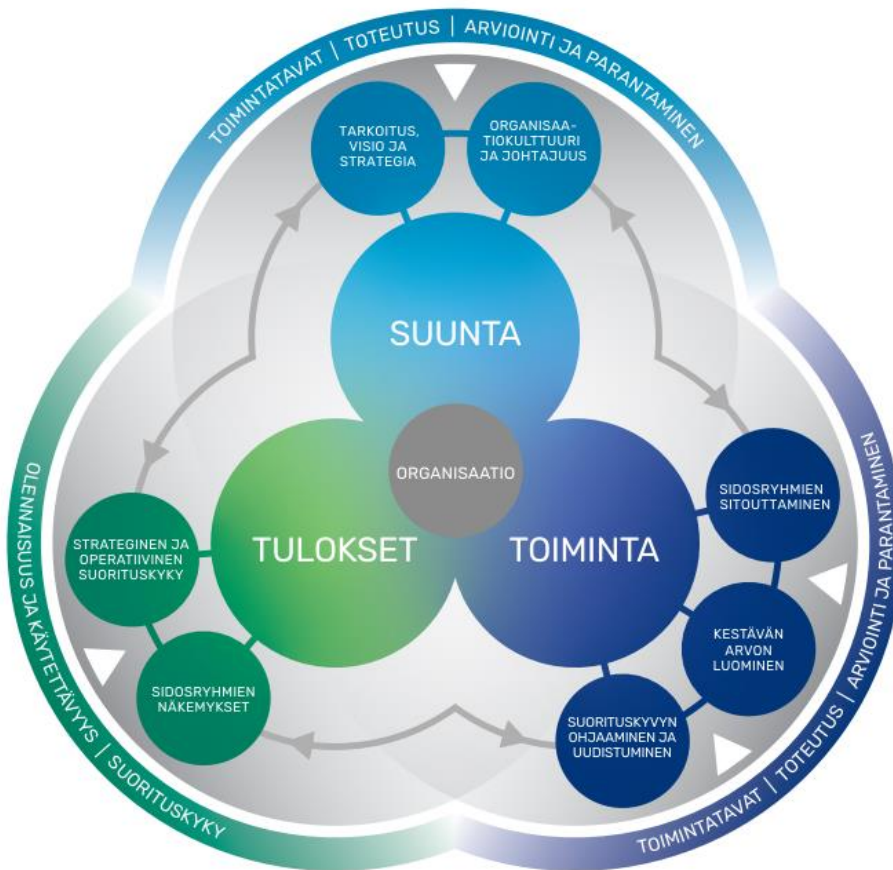 TOIMINTATAVAT | TOTEUTUS | ARVIOINTI JA PARANTAMINEN
TARKOITUS,
VISIO JA
STRATEGIA
ORGANISAA-
TIOKULTTUURI
JA JOHTAJUUS
SUUNTA
ORGANISAATIO
TULOKSET
TOIMINTA
SIDOSRYHMIEN
SITOUTTAMINEN
KESTÄVÄN
ARVON
LUOMINEN
SUORITUSKYVYN
OHJAAMINEN JA
UUDISTUMINEN
STRATEGINEN JA
OPERATIIVINEN
SUORITUSKYKY
SIDOSRYHMIEN
NÄKEMYKSET
OLENNAISUUS JA KÄYTETTÄVYYS | SUORITUSKYKY
TOIMINTATAVAT | TOTEUTUS | ARVIOINTI JA PARANTAMINEN